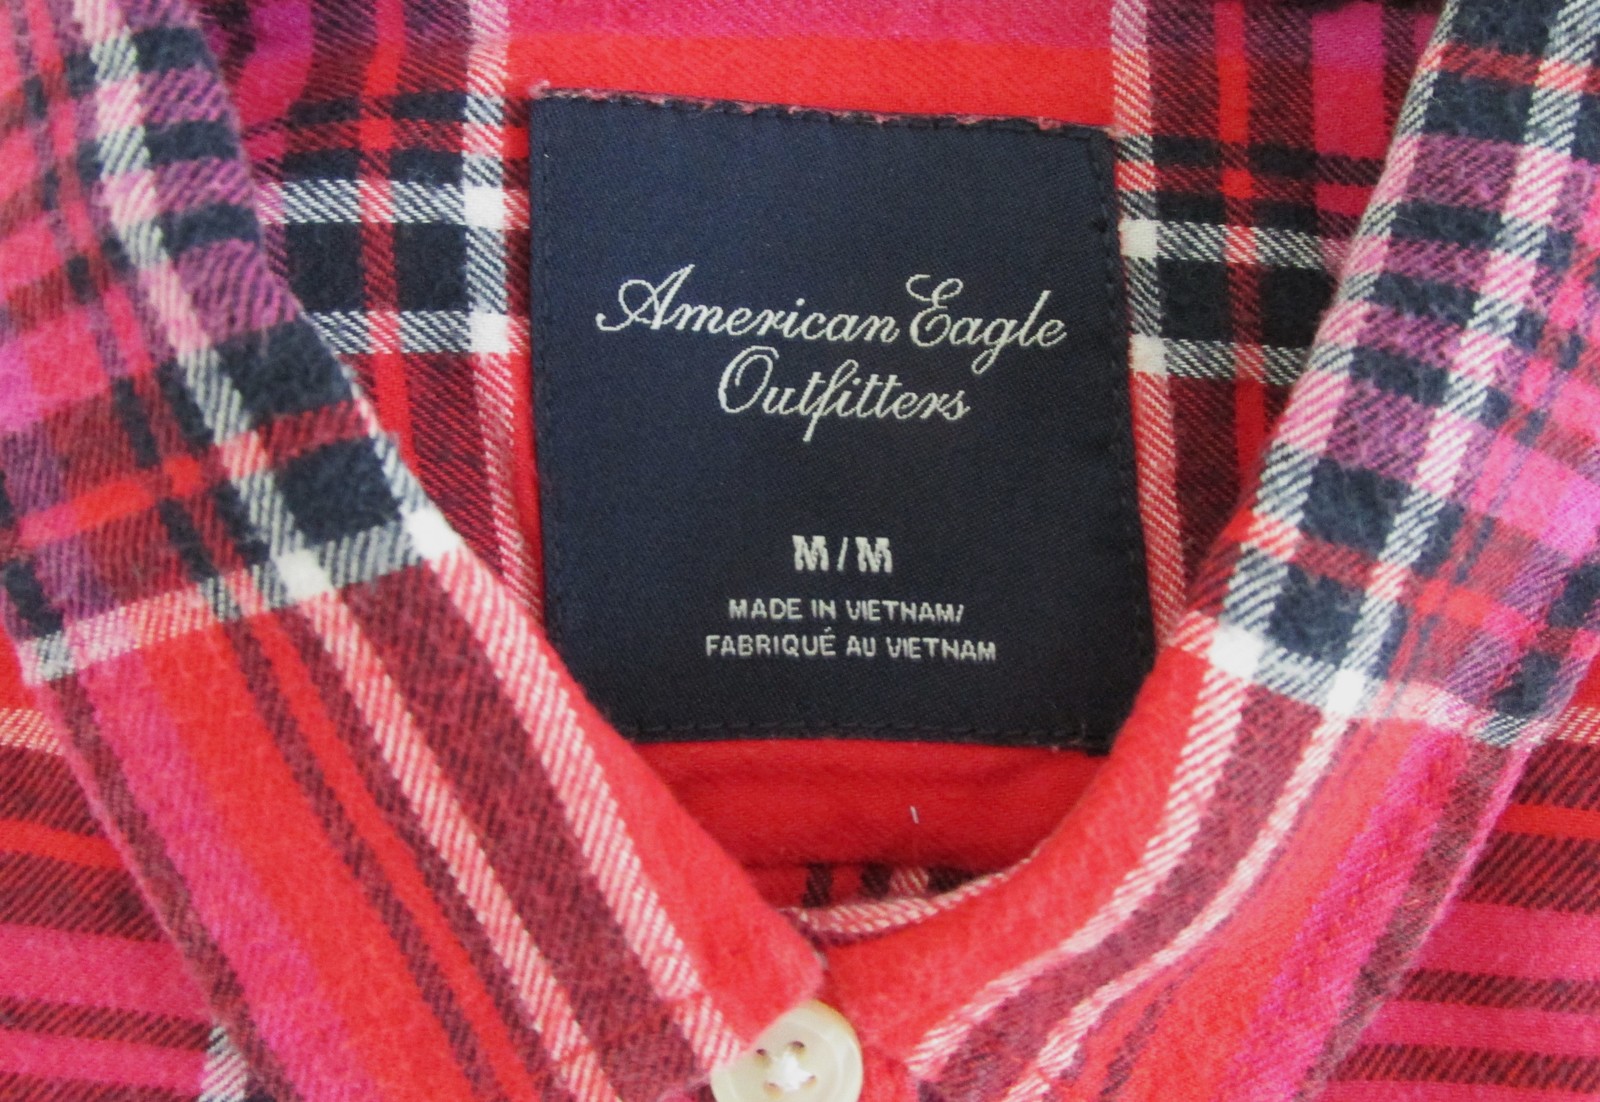 American Eagle
Outfitters
M/M
MADE IN VIETNAM/
FABRIQUÉ AU VIETNAM